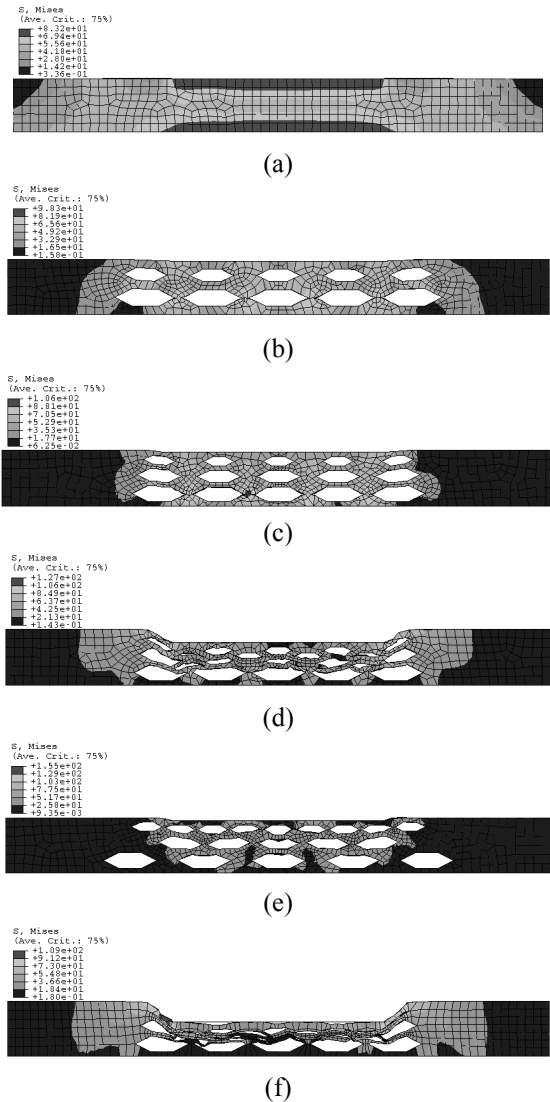 S, Mises
(Ave. Crit.: 75%)
+8.32e+01
+6.94e+01
+5.56e+01
+4.18e+01
+2.80e+01
+1.42e+01
+3.36e-01
(a)
S, Mises
(Ave. Crit.: 75%)
+9.83e+01
+8.19e+01
+6.56e+01
+4.92e+01
+3.29e+01
+1.65e+01
+1.58e-01
(b)
S, Mises
(Ave. Crit.: 75%)
+1.06e+02
+8.81e+01
+7.05e+01
+5.29e+01
+3.53e+01
+1.77e+01
+6.25e-02
(c)
S, Mises
(Ave. Crit.: 75%)
+1.27e+02
+1.06e+02
+8.49e+01
+6.37e+01
+4.25e+01
+2.13e+01
+1.43e-01
(d)
S, Mises
(Ave. Crit.: 75%)
+1.55e+02
+1.29e+02
+1.03e+02
+7.75e+01
+5.17e+01
+2.58e+01
+9.35e-03
(e)
S, Mises
(Ave. Crit.: 75%)
+1.09e+02
+9.12e+01
+7.30e+01
+5.48e+01
+3.66e+01
+1.84e+01
+1.80e-01
(f)